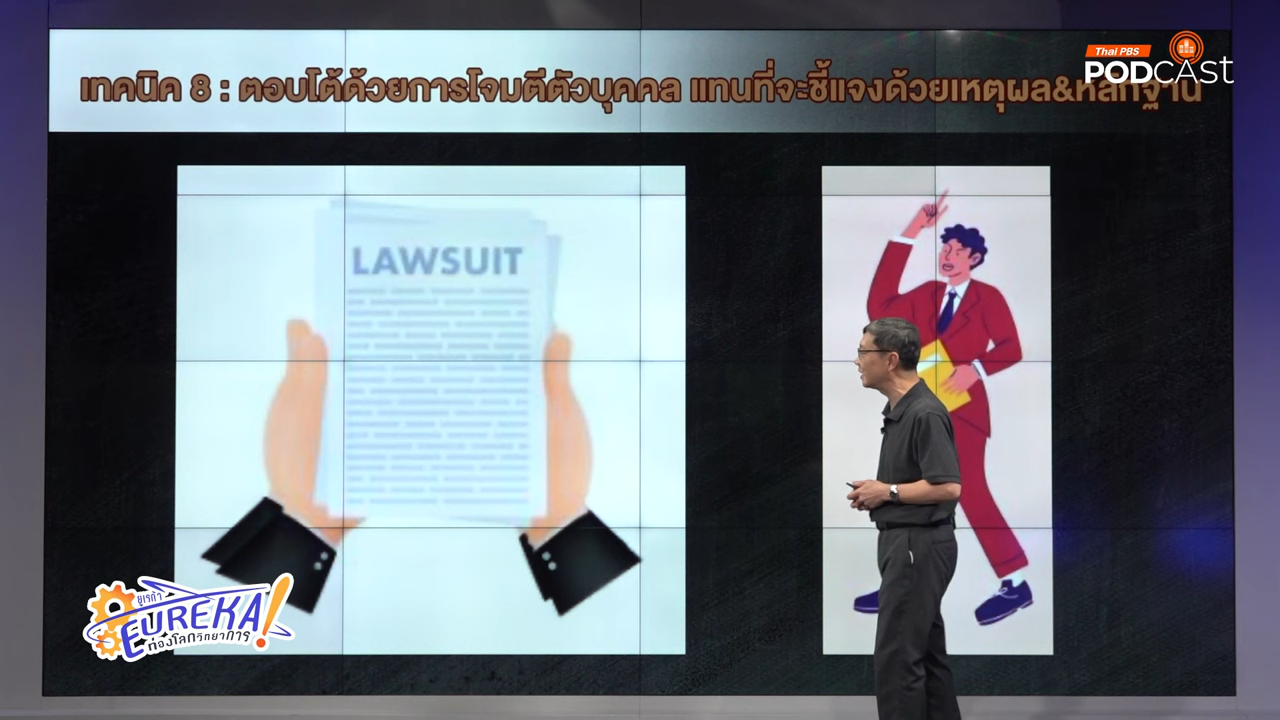 Thai PBS
PODCAST
เทคนิค 8 : ตอบโต้ด้วยการโจมตีตัวบุคคล แทนที่จะชี้แจงด้วยเหตุผล&หลักฐาน
LAWSUIT
ยูเรก้า
EUREKA!
ท่องโลกวิทยาการ